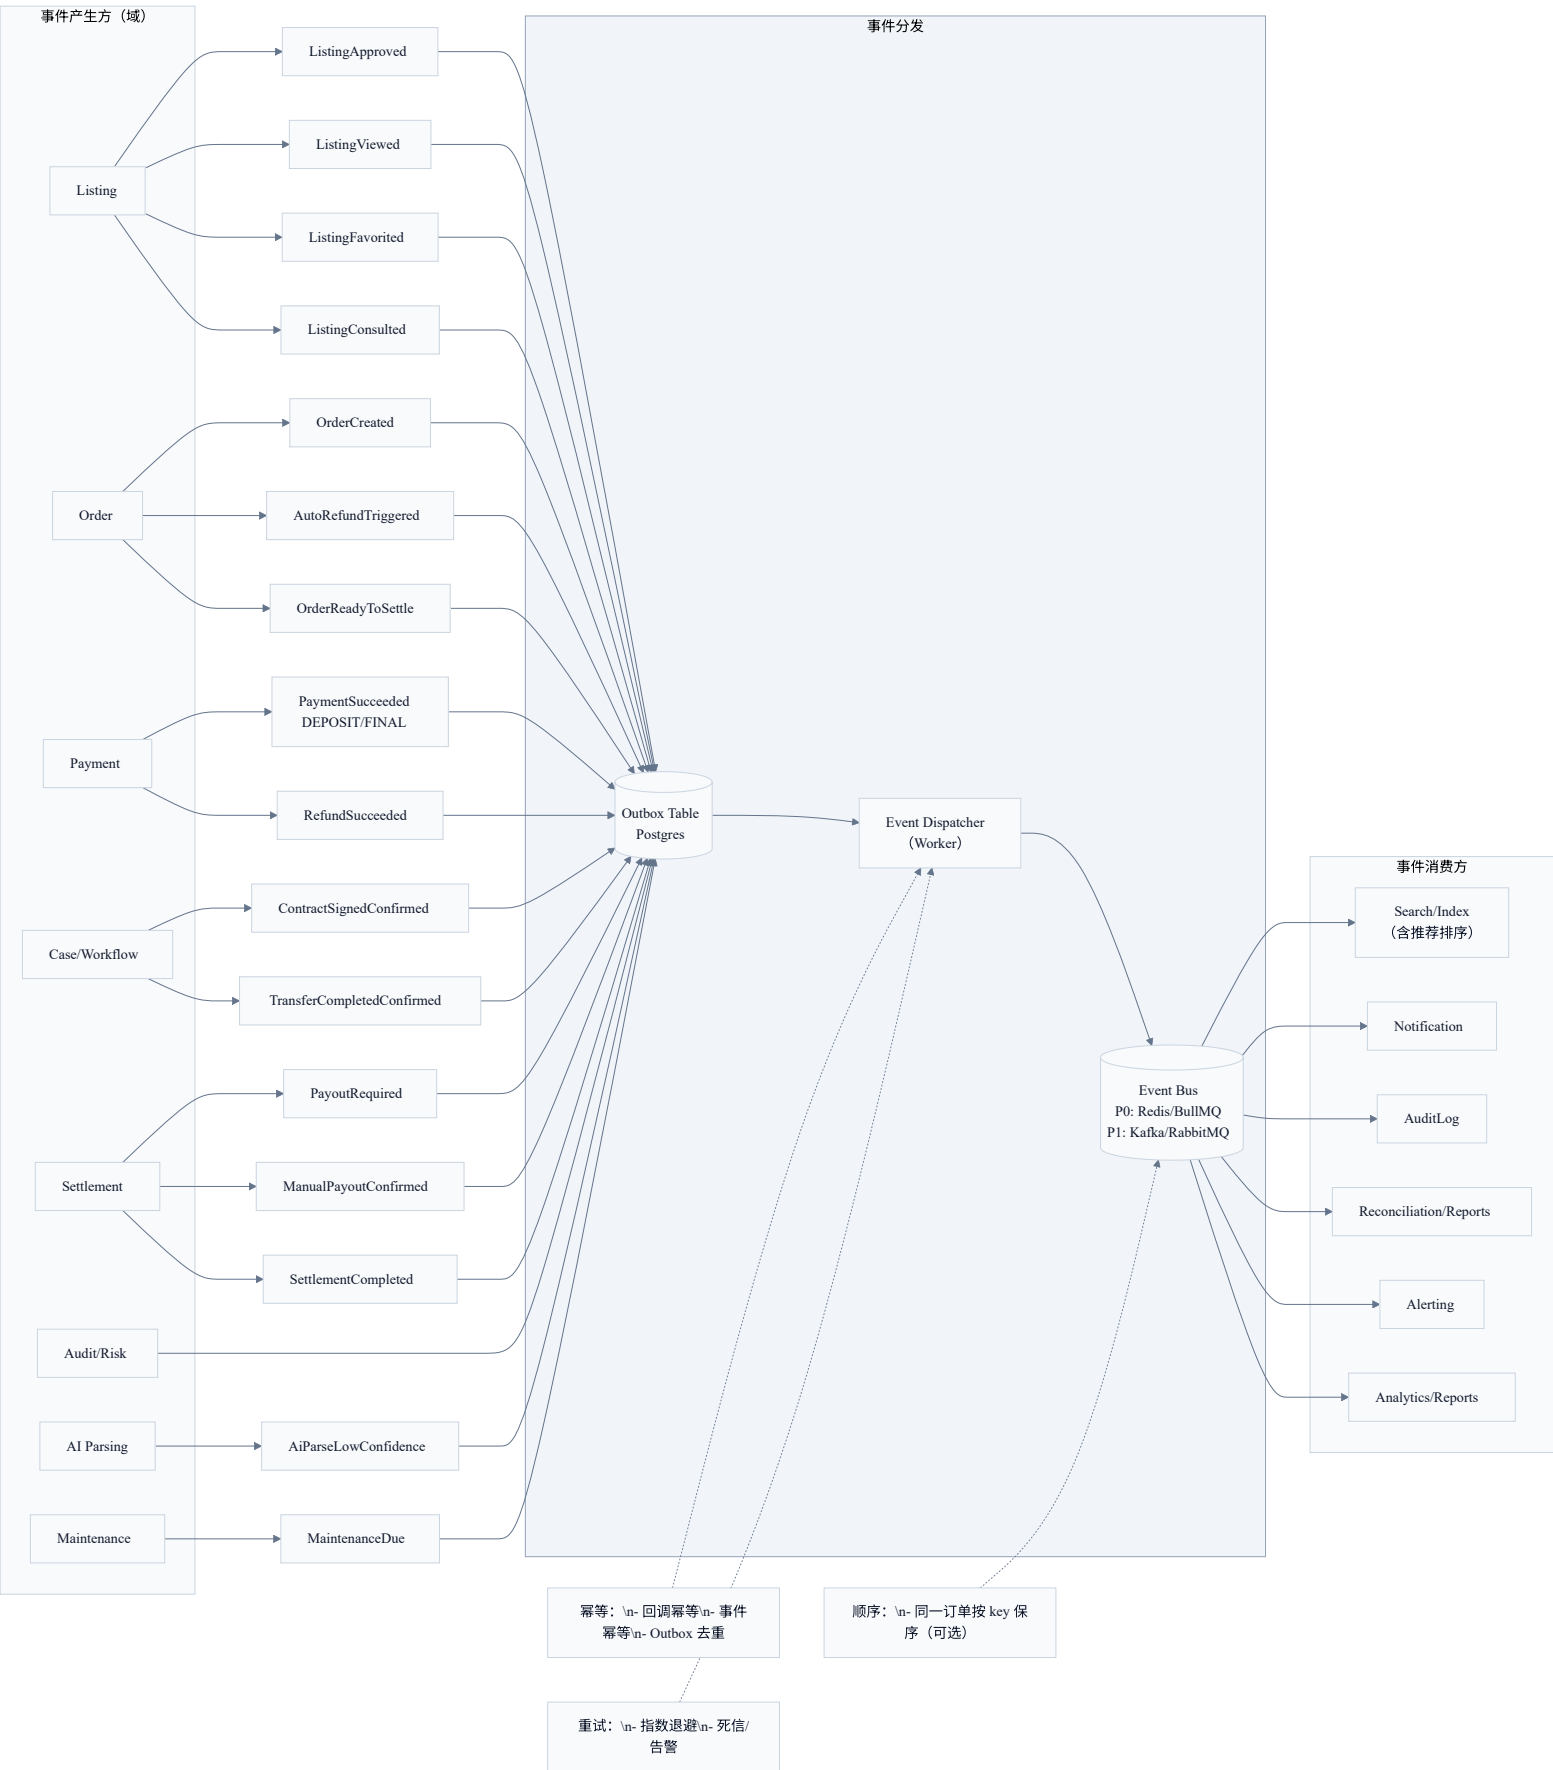 事件产生方（域）
Listing
Order
Payment
Case/Workflow
Settlement
Audit/Risk
AI Parsing
Maintenance
ListingApproved
ListingViewed
ListingFavorited
ListingConsulted
OrderCreated
AutoRefundTriggered
OrderReadyToSettle
PaymentSucceeded
DEPOSIT/FINAL
RefundSucceeded
ContractSignedConfirmed
TransferCompletedConfirmed
PayoutRequired
ManualPayoutConfirmed
SettlementCompleted
AiParseLowConfidence
MaintenanceDue
事件分发
Outbox Table
Postgres
Event Dispatcher
（Worker）
Event Bus
P0: Redis/BullMQ
P1: Kafka/RabbitMQ
事件消费方
Search/Index
（含推荐排序）
Notification
AuditLog
Reconciliation/Reports
Alerting
Analytics/Reports
幂等：\n- 回调幂等\n- 事件
幂等\n- Outbox 去重
顺序：\n- 同一订单按 key 保
序（可选）
重试：\n- 指数退避\n- 死信/
告警